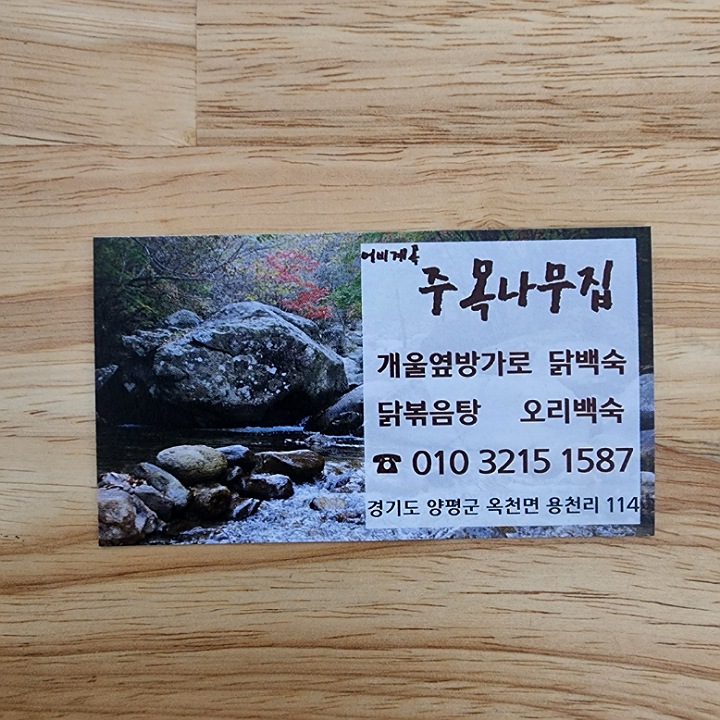 어비계곡
주목나무집
개울옆방가로 닭백숙
닭볶음탕 오리백숙
☎ 010 3215 1587
경기도 양평군 옥천면 용천리 114